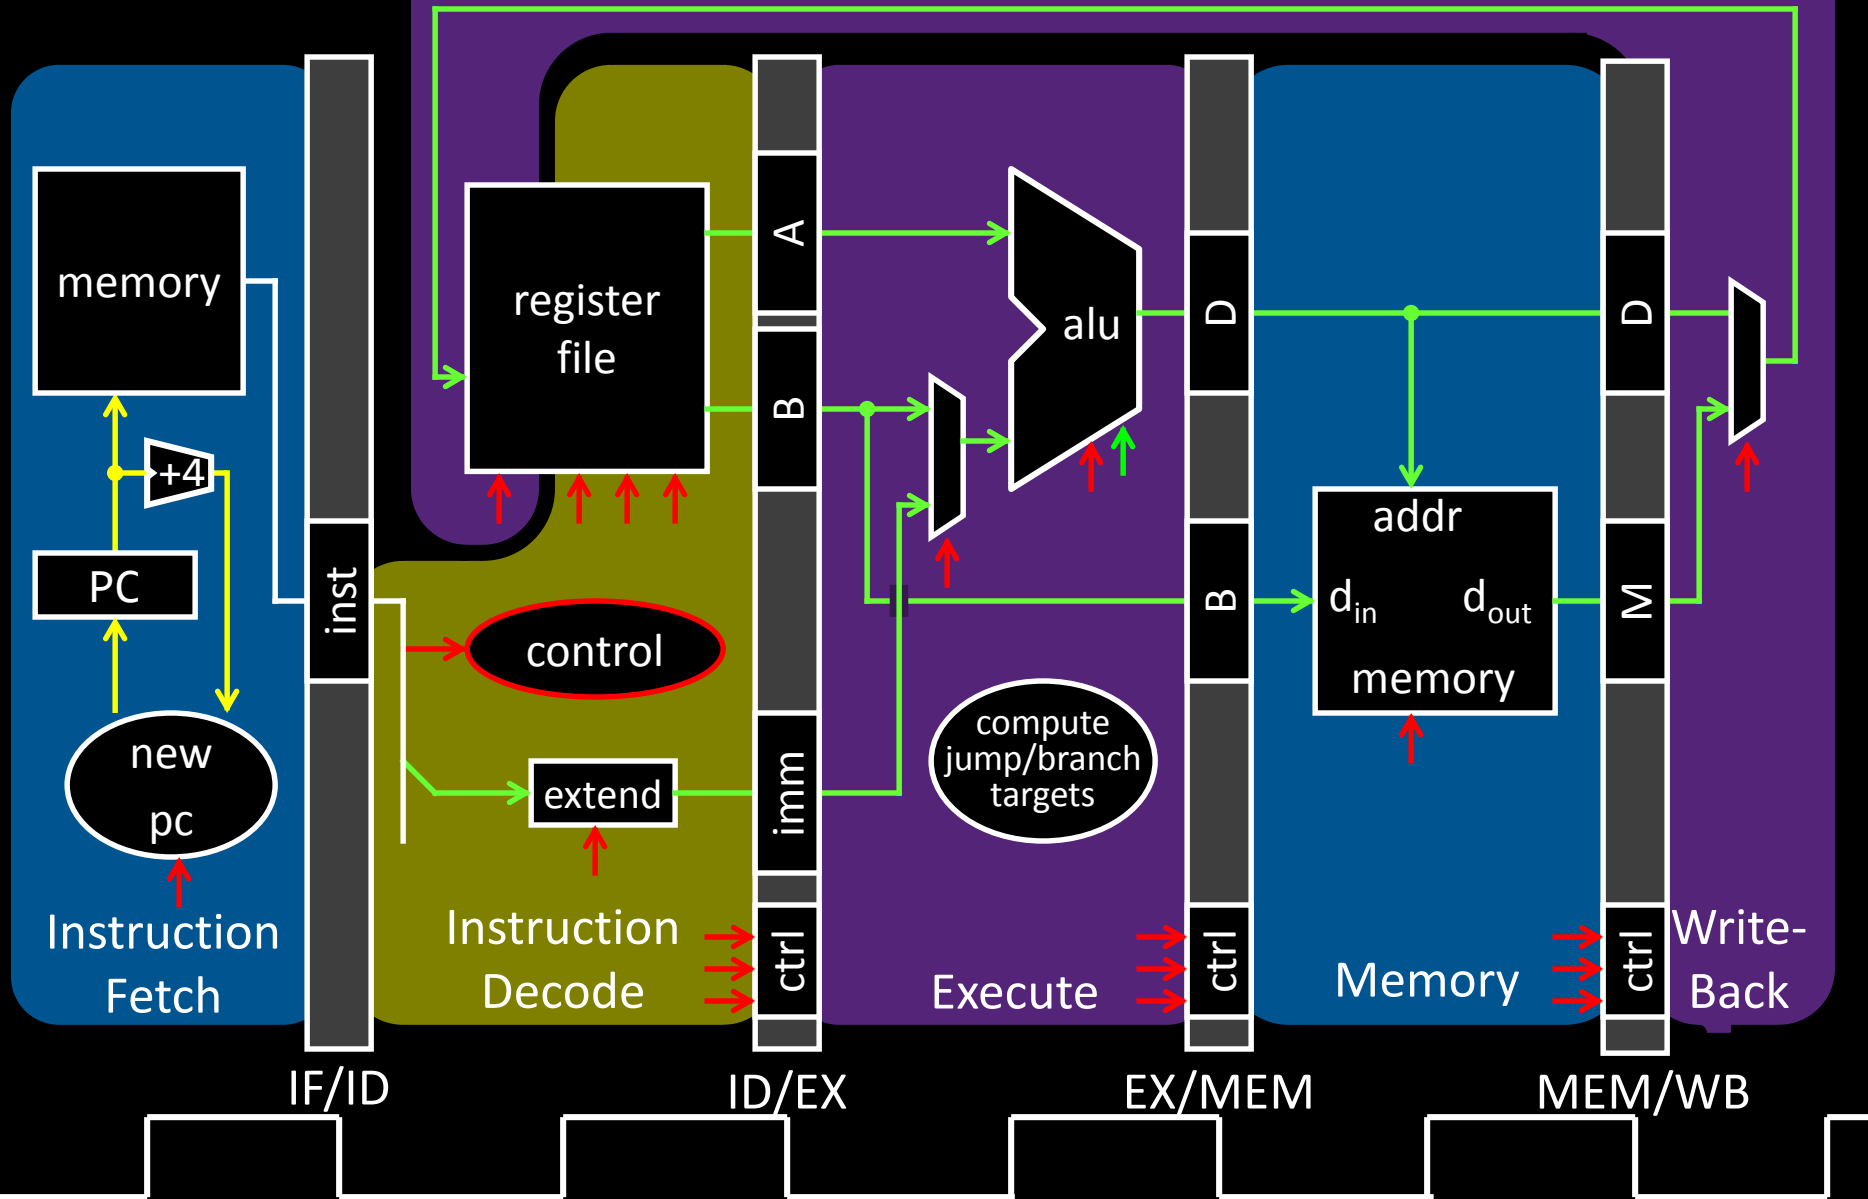 memory
+4
PC
new
pc
Instruction
Fetch
inst
IF/ID
register
file
control
extend
Instruction
Decode
A
B
imm
ctrl
ID/EX
alu
compute
jump/branch
targets
Execute
D
B
ctrl
EX/MEM
addr
din
dout
memory
Memory
D
M
ctrl
MEM/WB
Write-
Back